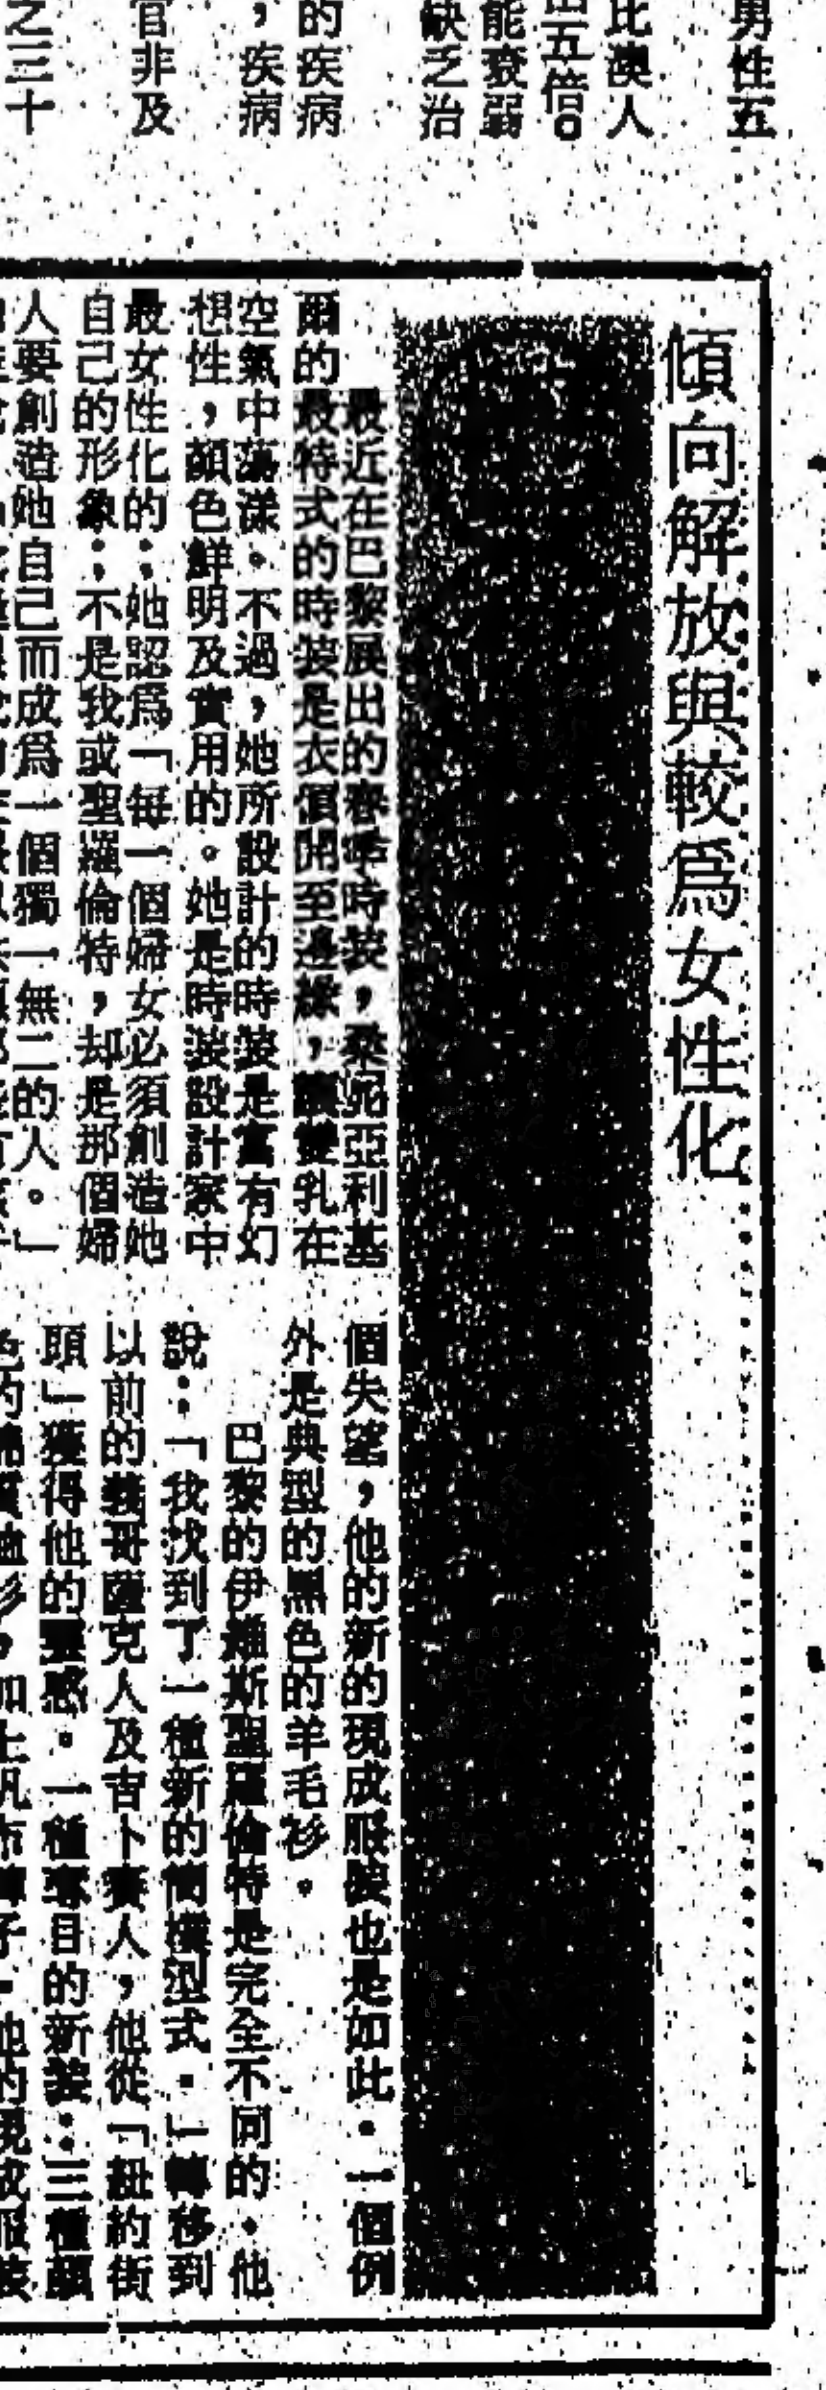 男性五
比澳人
五倍。
能衰弱
缺乏治
的疾病
，疾病
官非及
之三十
傾向解放與較爲女性化
最近在巴黎展出的春季時裝，桑 亞利基
爾的最特式的時裝是衣 開至邊緣，讓雙乳在
空氣中蕩漾。不過，她所設計的時裝是富有幻
想性，顏色鮮明及實用的。她是時裝設計家中
最女性化的；她認爲「每一個婦女必須創造她
自己的形象；不是我或聖羅倫特，却是那個婦
人要創造她自己而成爲一個獨一無二的人。」
個失望，他的新的現成服裝也是如此。一個例
外是典型的黑色的羊毛衫。
巴黎的伊維斯聖羅倫特是完全不同的。他
說：「我找到了一種新的簡樸型式。」轉移到
以前的 哥薩克人及吉卜賽人，他從「紐約街
頭」獲得他的靈感。一種奪目的新裝：三種顏